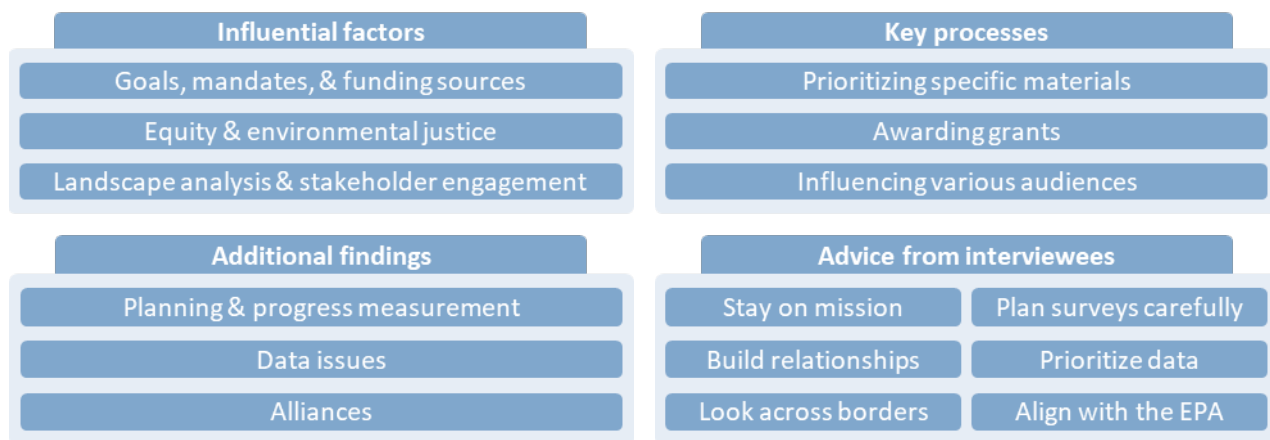 Influential factors
Goals, mandates, & funding sources
Equity & environmental justice
Landscape analysis & stakeholder engagement
Key processes
Prioritizing specific materials
Awarding grants
Influencing various audiences
Additional findings
Planning & progress measurement
Data issues
Alliances
Advice from interviewees
Stay on mission
Plan surveys carefully
Build relationships
Prioritize data
Look across borders
Align with the EPA